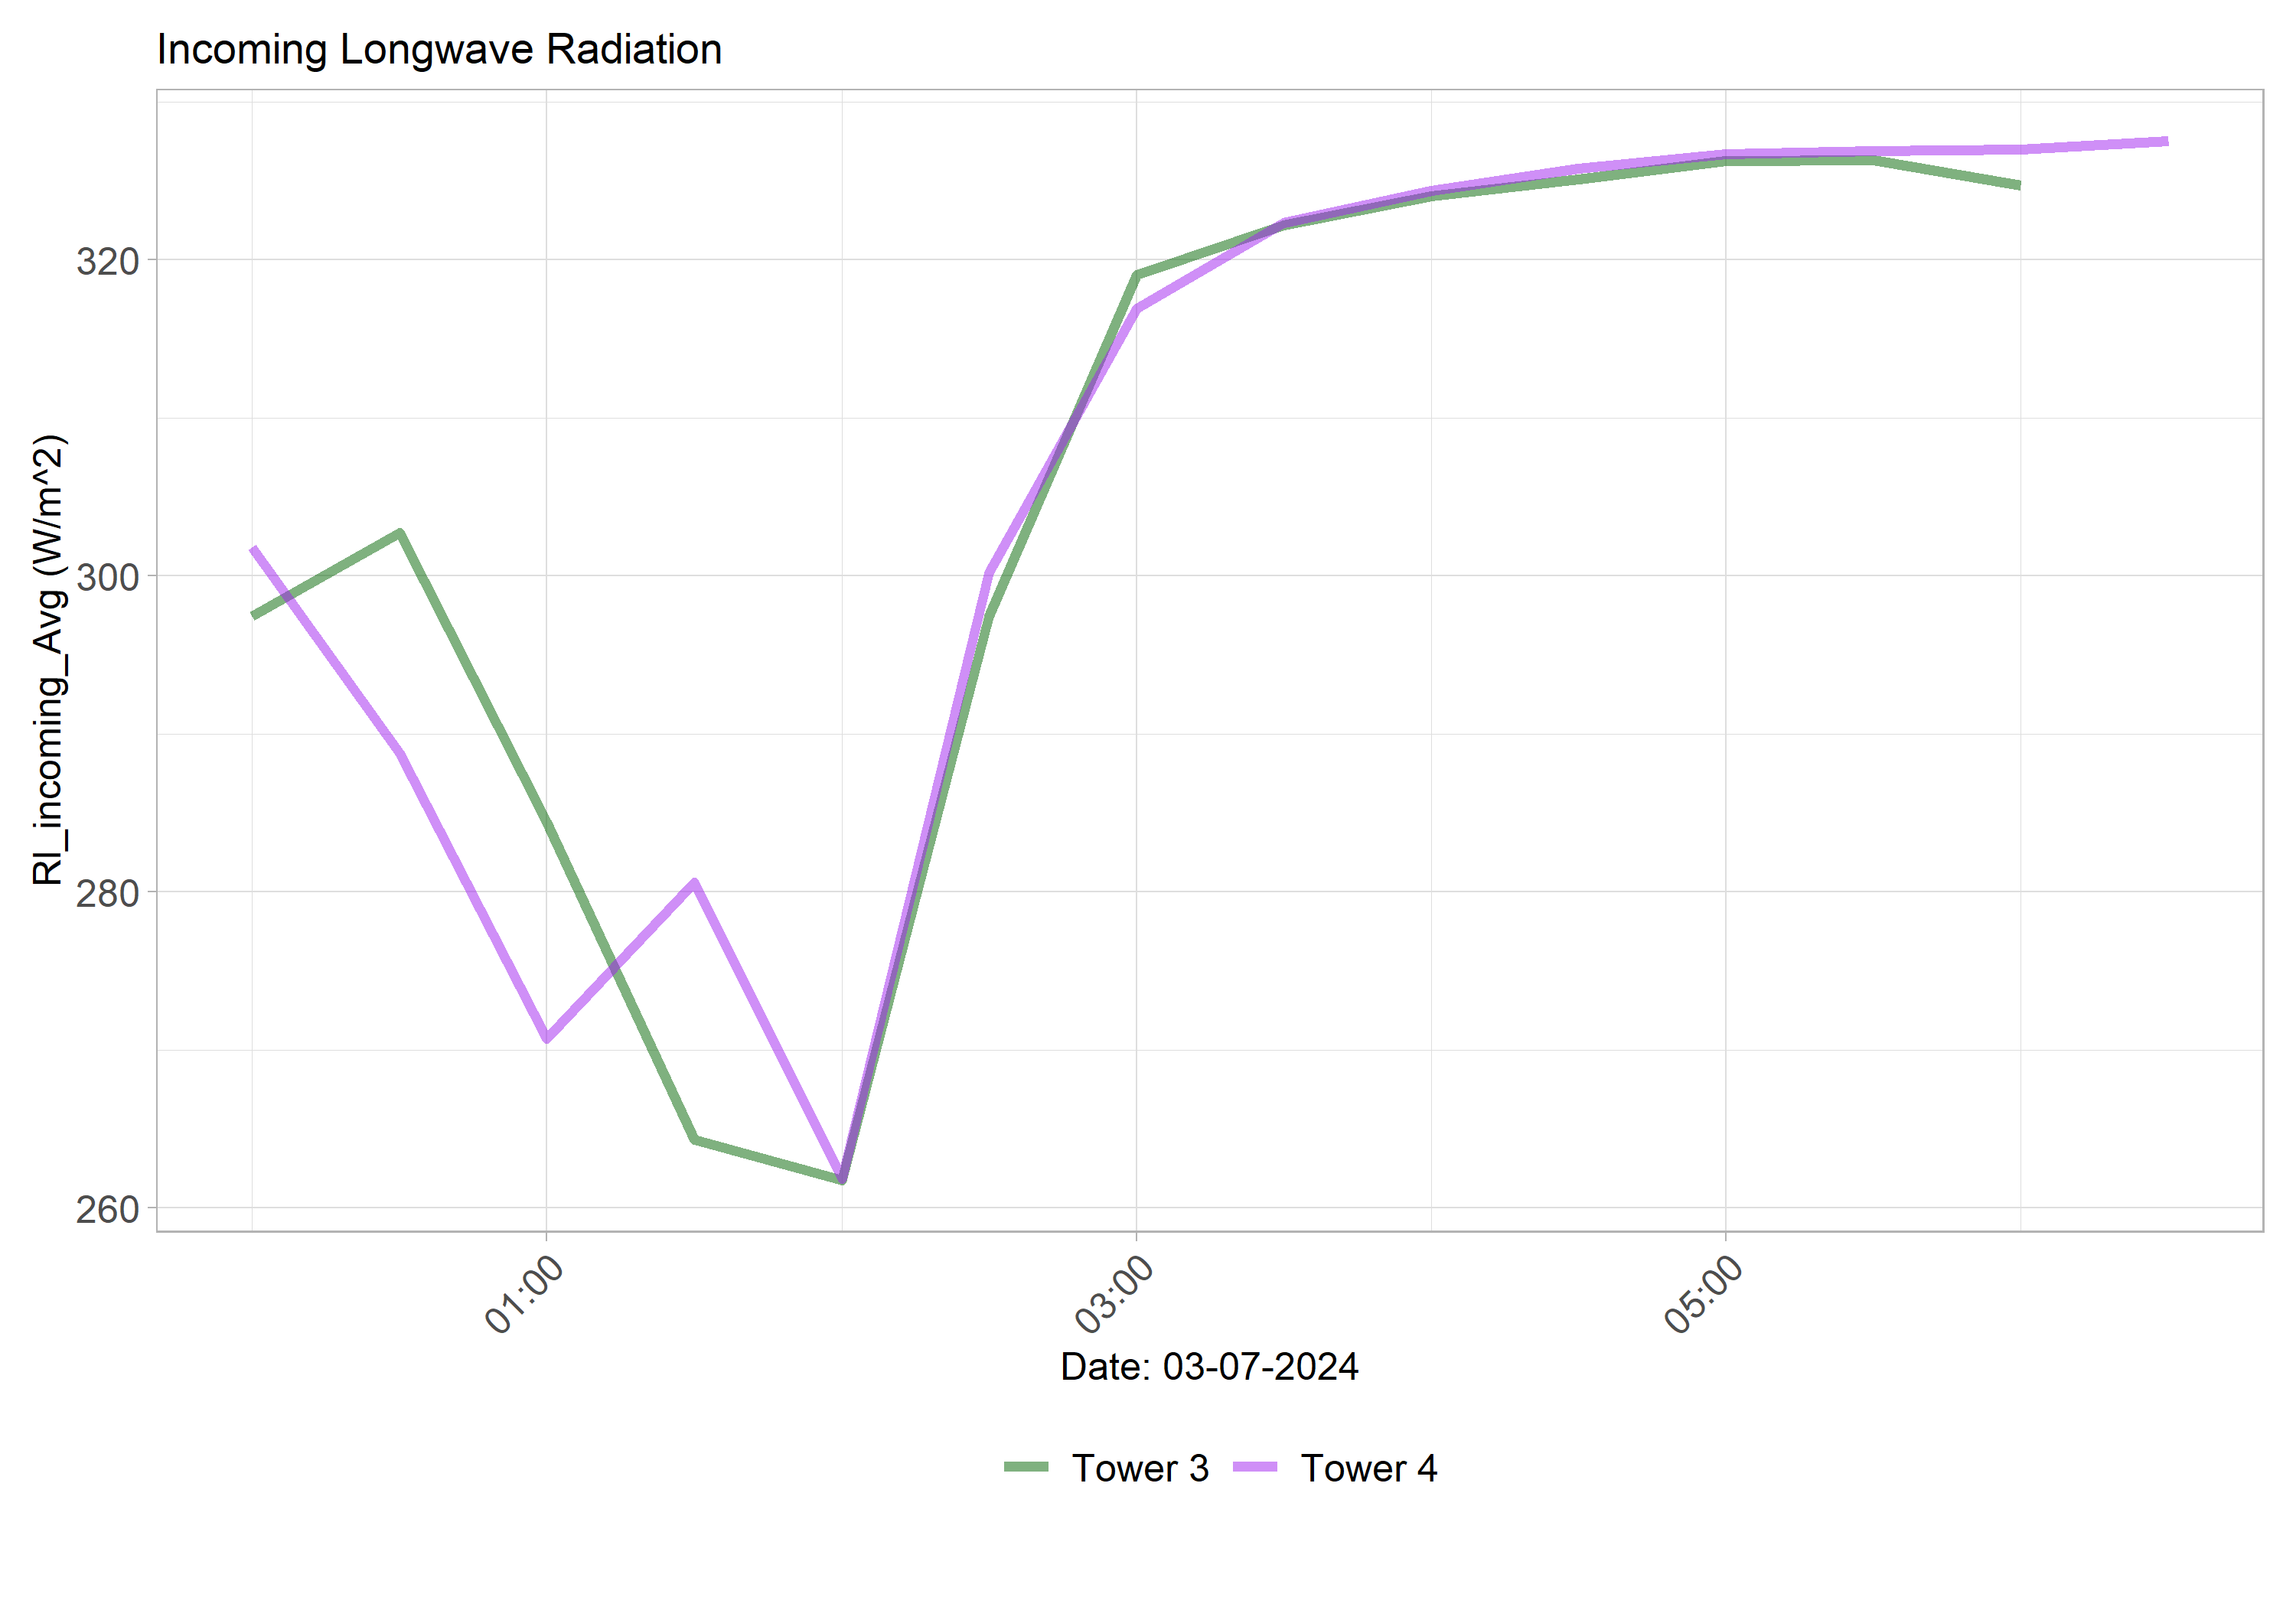 Incoming Longwave Radiation
Rl_incoming_Avg (W/m^2)
320
300
280
260
01:00
03:00
05:00
Date: 03-07-2024
Tower 3
Tower 4